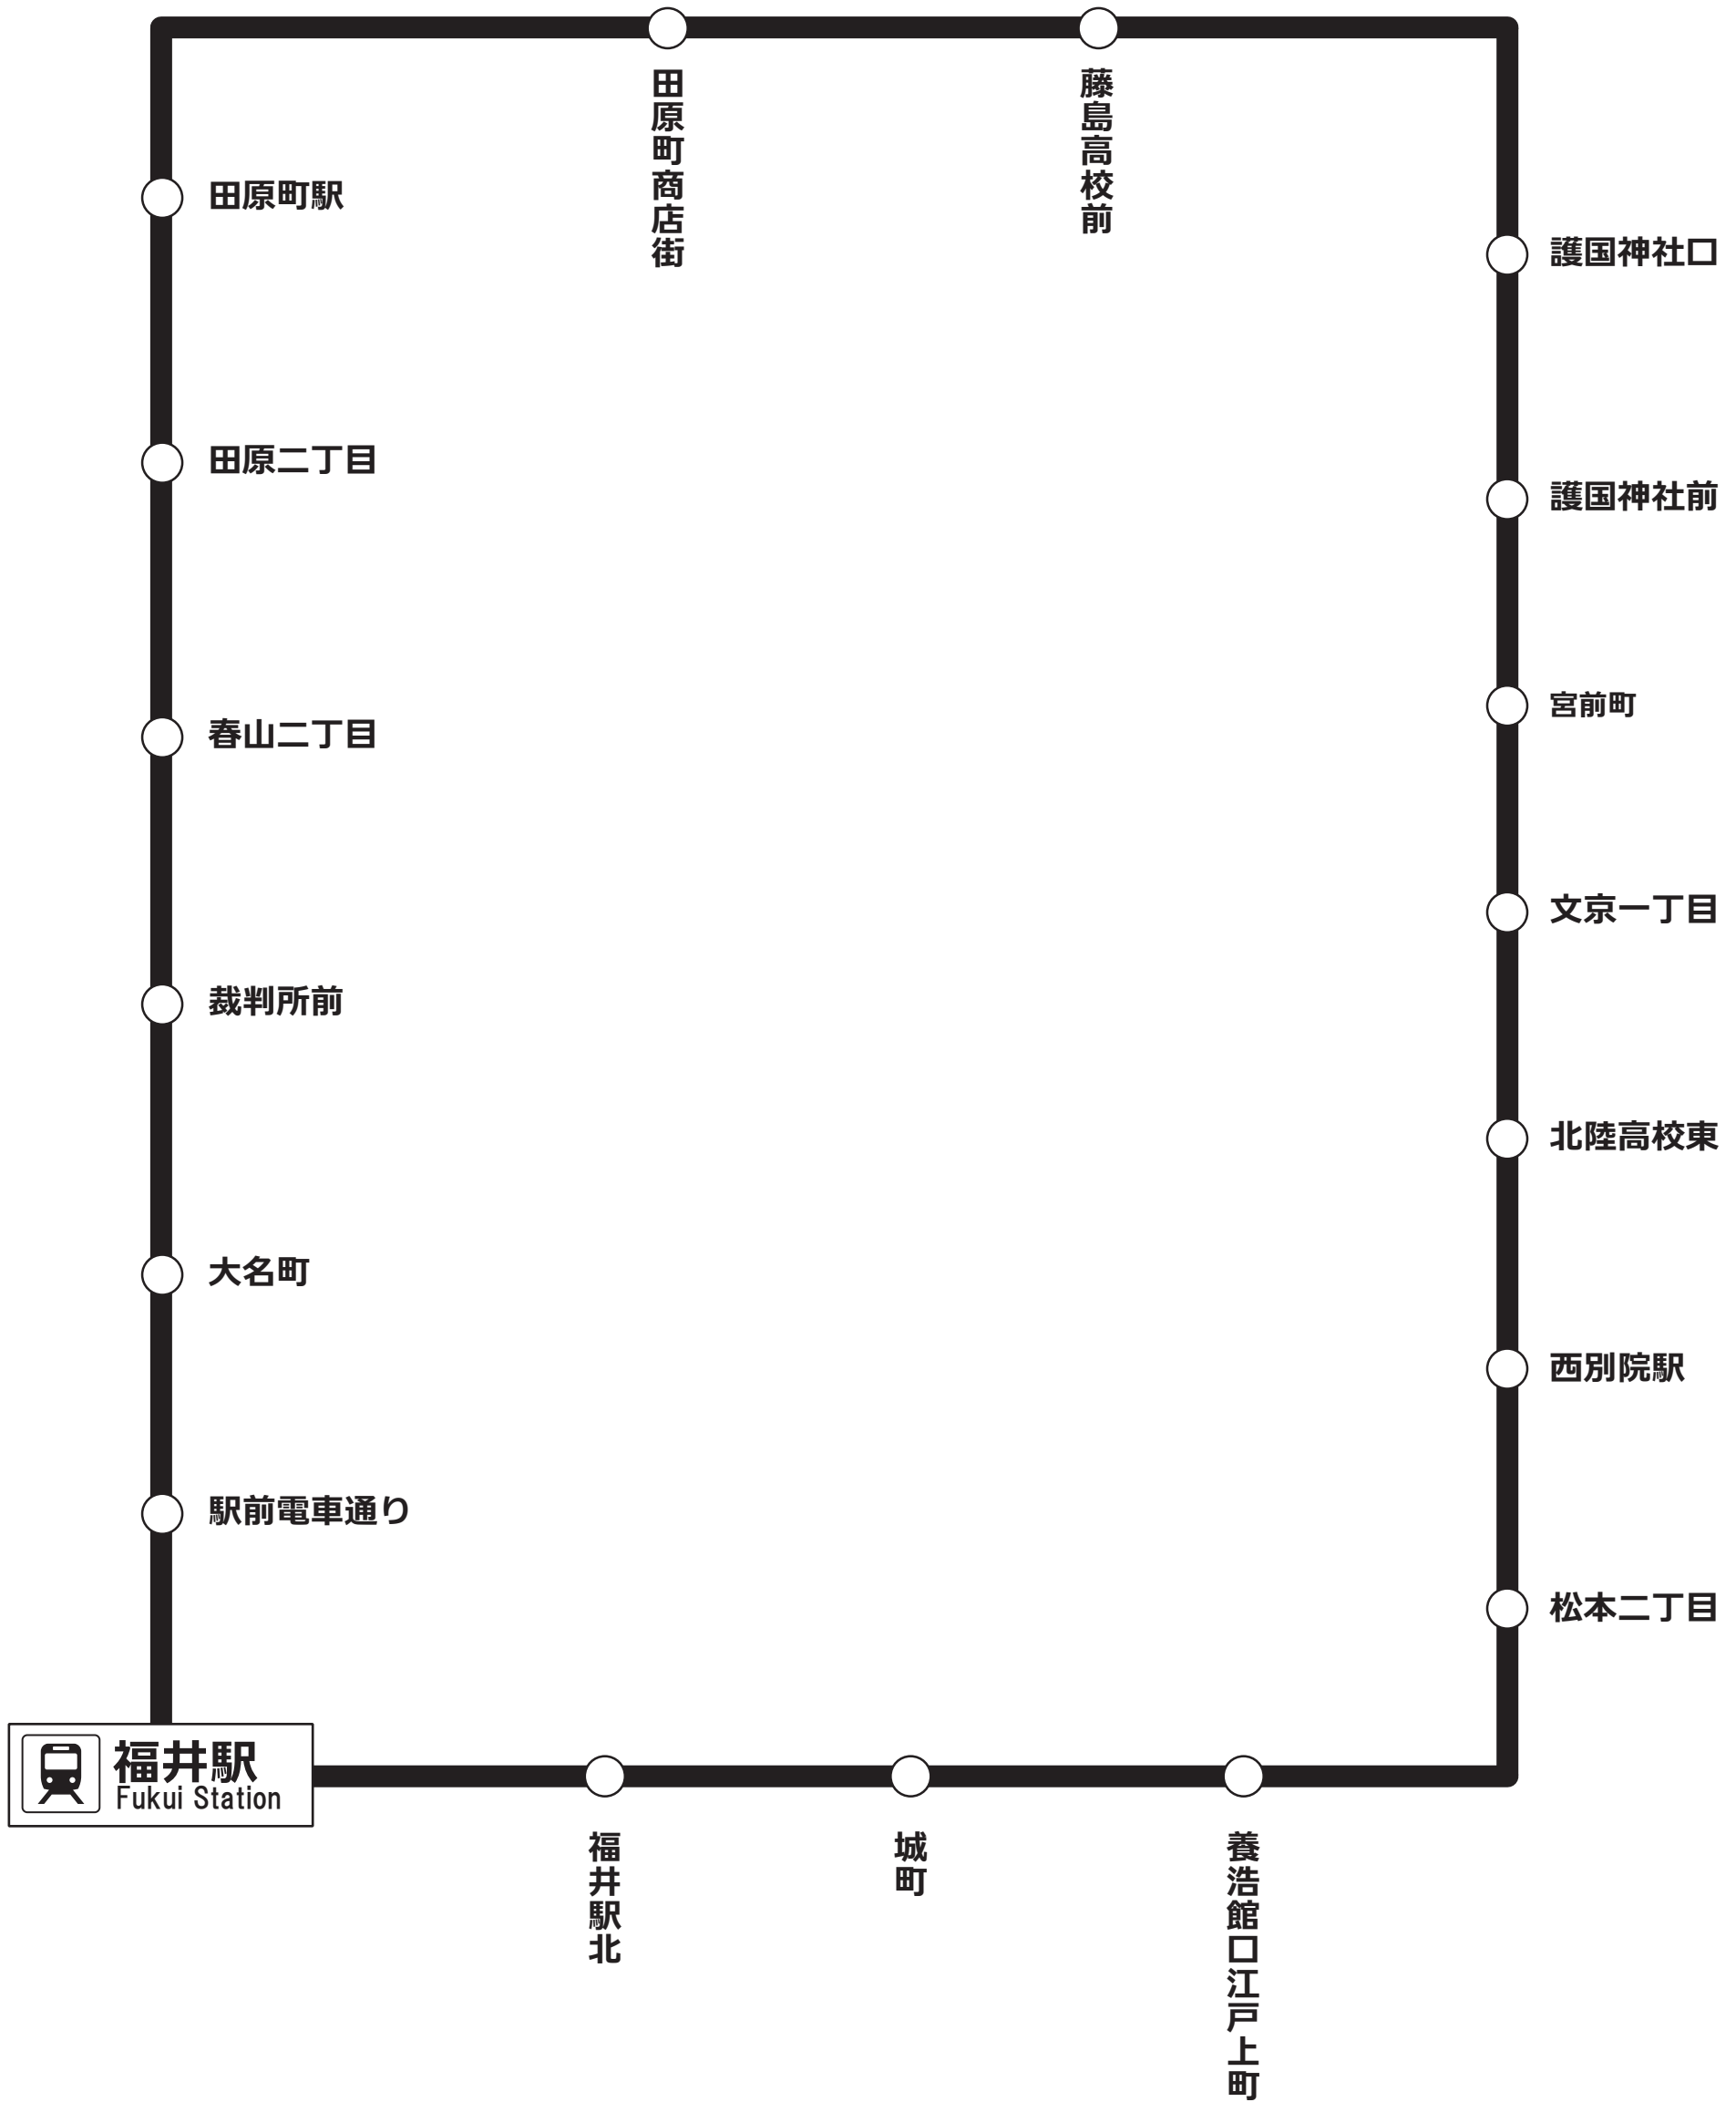 田原町商店街
藤島高校前
田原町駅
護国神社口
田原二丁目
護国神社前
春山二丁目
宮前町
文京一丁目
裁判所前
北陸高校東
大名町
西別院駅
駅前電車通り
松本二丁目
福井駅
Fukui Station
福井駅北
城町
養浩館口江戸上町